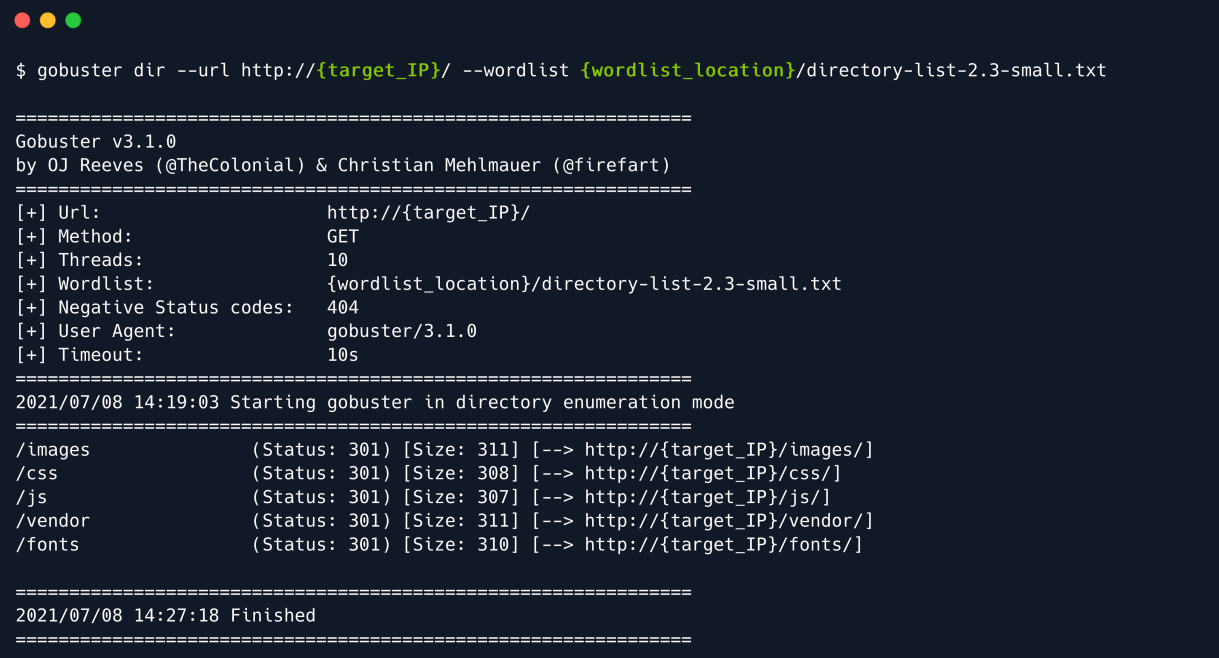 $ gobuster dir --url http://{target_IP}/ --wordlist {wordlist_location}/directory-list-2.3-small.txt
===============================================================
Gobuster v3.1.0
by OJ Reeves (@TheColonial) & Christian Mehlmauer (@firefart)
===============================================================
[+] Url:                     http://{target_IP}/
[+] Method:                  GET
[+] Threads:                 10
[+] Wordlist:                {wordlist_location}/directory-list-2.3-small.txt
[+] Negative Status codes:   404
[+] User Agent:              gobuster/3.1.0
[+] Timeout:                 10s
===============================================================
2021/07/08 14:19:03 Starting gobuster in directory enumeration mode
===============================================================
/images               (Status: 301) [Size: 311] [--> http://{target_IP}/images/]
/css                  (Status: 301) [Size: 308] [--> http://{target_IP}/css/]
/js                   (Status: 301) [Size: 307] [--> http://{target_IP}/js/]
/vendor               (Status: 301) [Size: 311] [--> http://{target_IP}/vendor/]
/fonts                (Status: 301) [Size: 310] [--> http://{target_IP}/fonts/]
===============================================================
2021/07/08 14:27:18 Finished
===============================================================